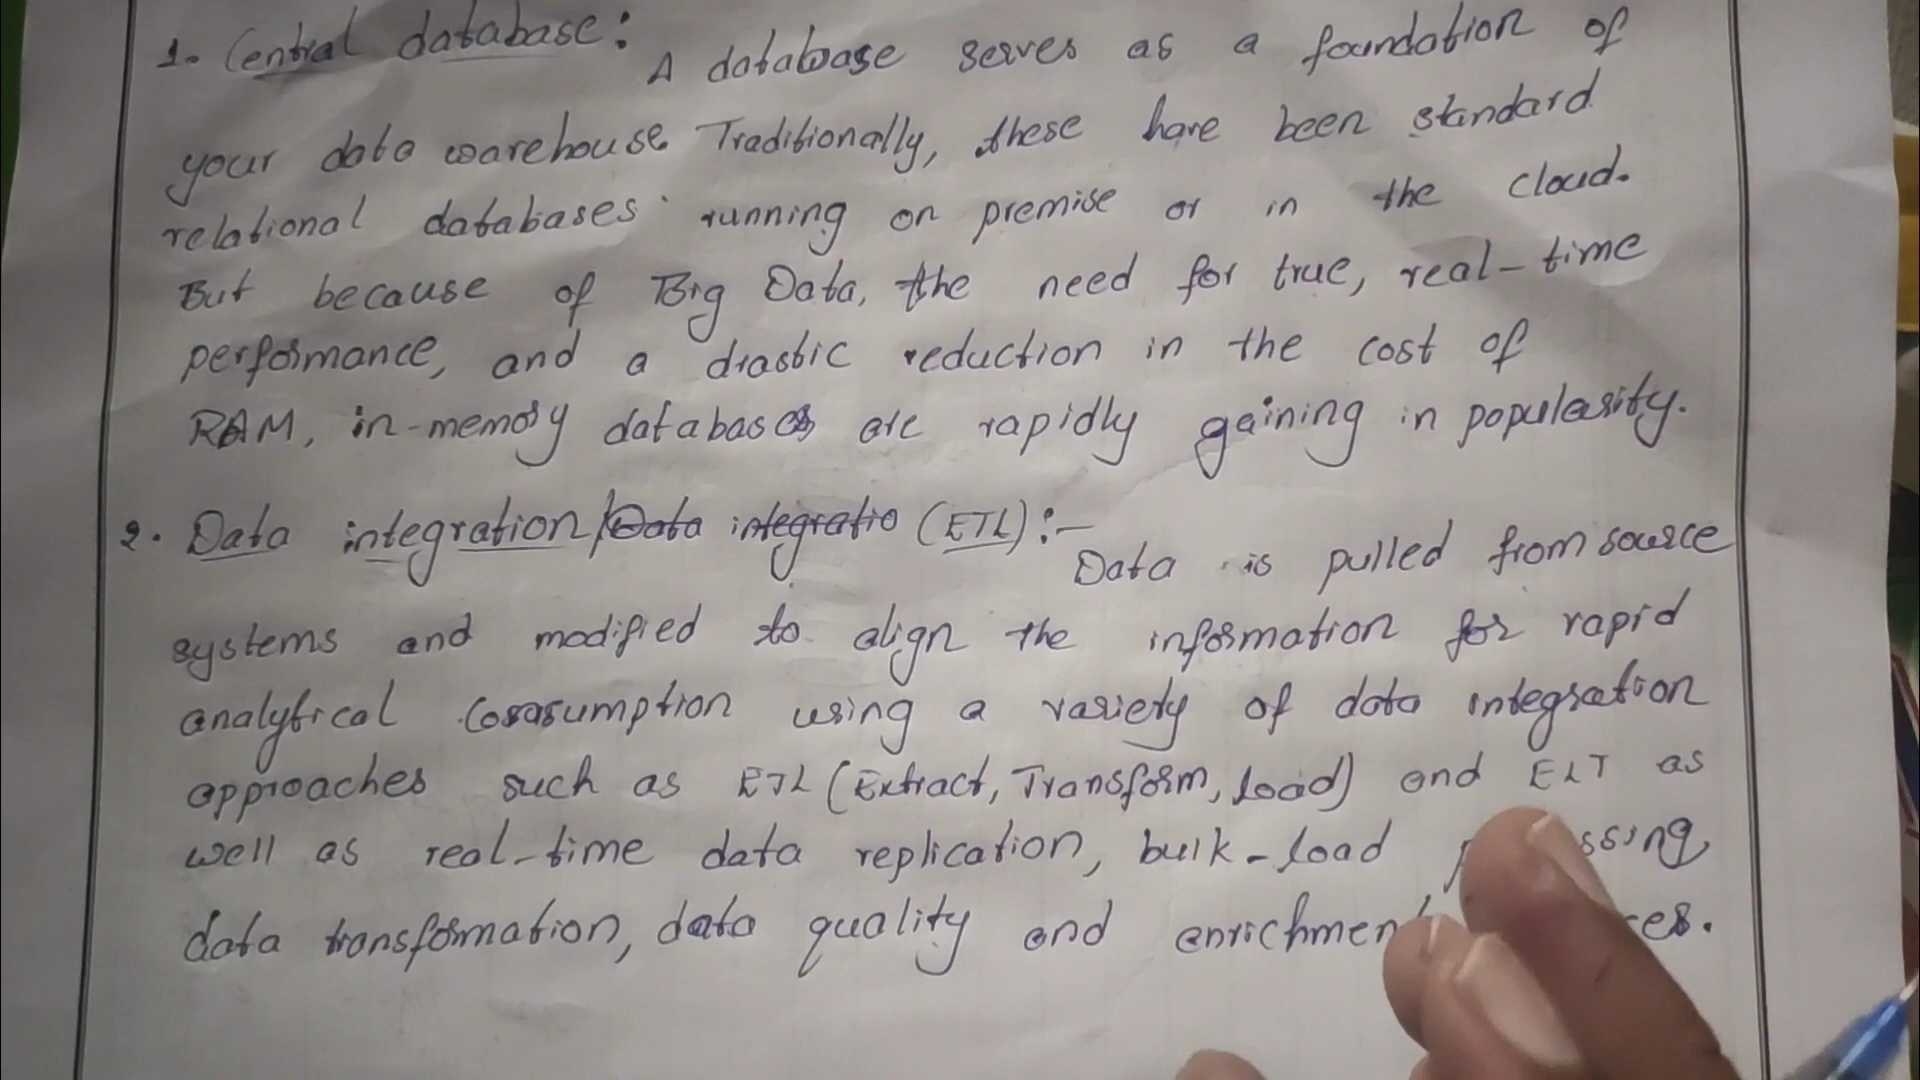 1. Central database:
A database serves as a foundation of
your data warehouse. Traditionally, these have been standard
relational databases running on premise or in the cloud.
But because of Big Data, the need for true, real-time
performance, and a drastic reduction in the cost of
RAM, in-memory databases are rapidly gaining in popularity.
2. Data integration/Data integratio (ETL):-
Data is pulled from source
systems and modified to align the information for rapid
analytical consumption using a variety of data integration
approaches such as ETL (Extract, Transform, Load) and ELT as
well as real-time data replication, bulk-load
data transformation, data quality and